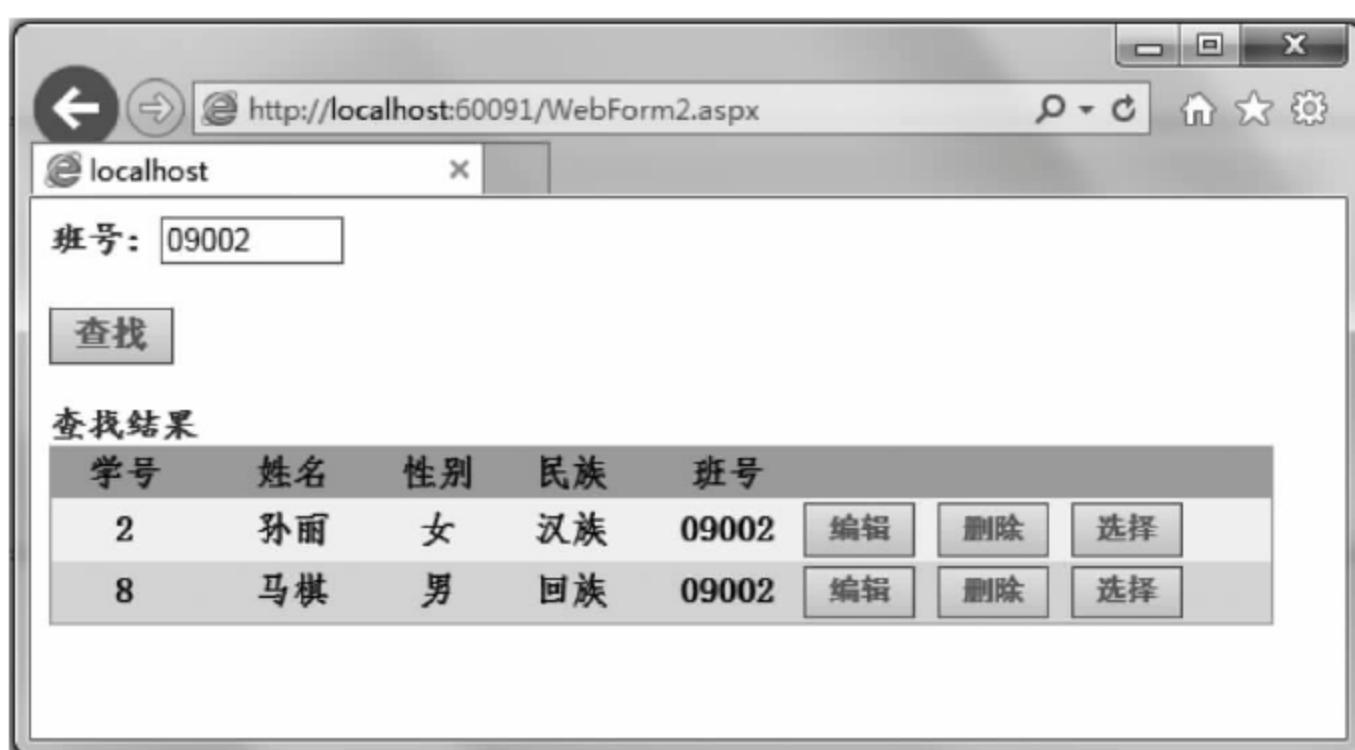 http://localhost:60091/WebForm2.aspx
localhost
班号: 09002
查找
查找结果
学号 姓名 性别 民族 班号
2 孙丽 女 汉族 09002 编辑 删除 选择
8 马棋 男 回族 09002 编辑 删除 选择